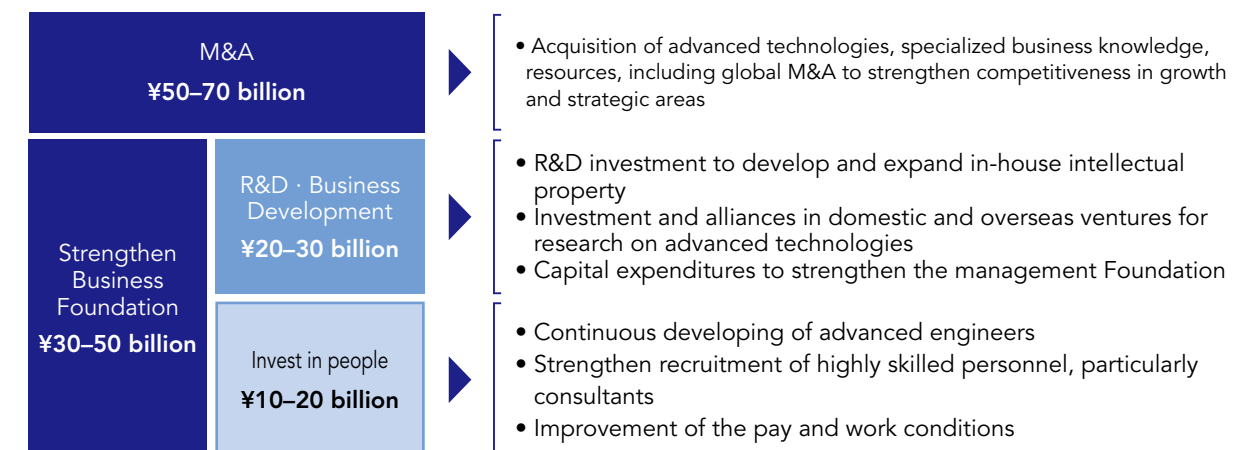 M&A
¥50–70 billion
• Acquisition of advanced technologies, specialized business knowledge,
resources, including global M&A to strengthen competitiveness in growth
and strategic areas
Strengthen
Business
Foundation
¥30–50 billion
R&D · Business
Development
¥20–30 billion
• R&D investment to develop and expand in-house intellectual
property
• Investment and alliances in domestic and overseas ventures for
research on advanced technologies
• Capital expenditures to strengthen the management Foundation
Invest in people
¥10–20 billion
• Continuous developing of advanced engineers
• Strengthen recruitment of highly skilled personnel, particularly
consultants
• Improvement of the pay and work conditions